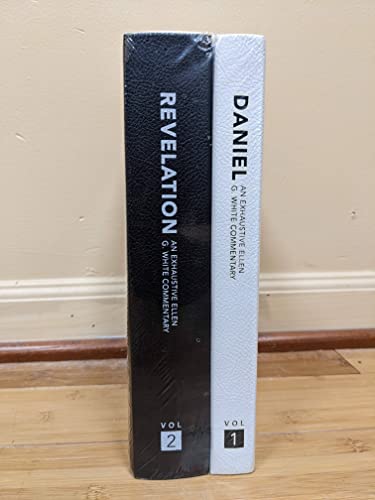 REVELATION
AN EXHAUSTIVE ELLEN
G. WHITE COMMENTARY
VOL
2
DANIEL
AN EXHAUSTIVE ELLEN
G. WHITE COMMENTARY
VOL
1